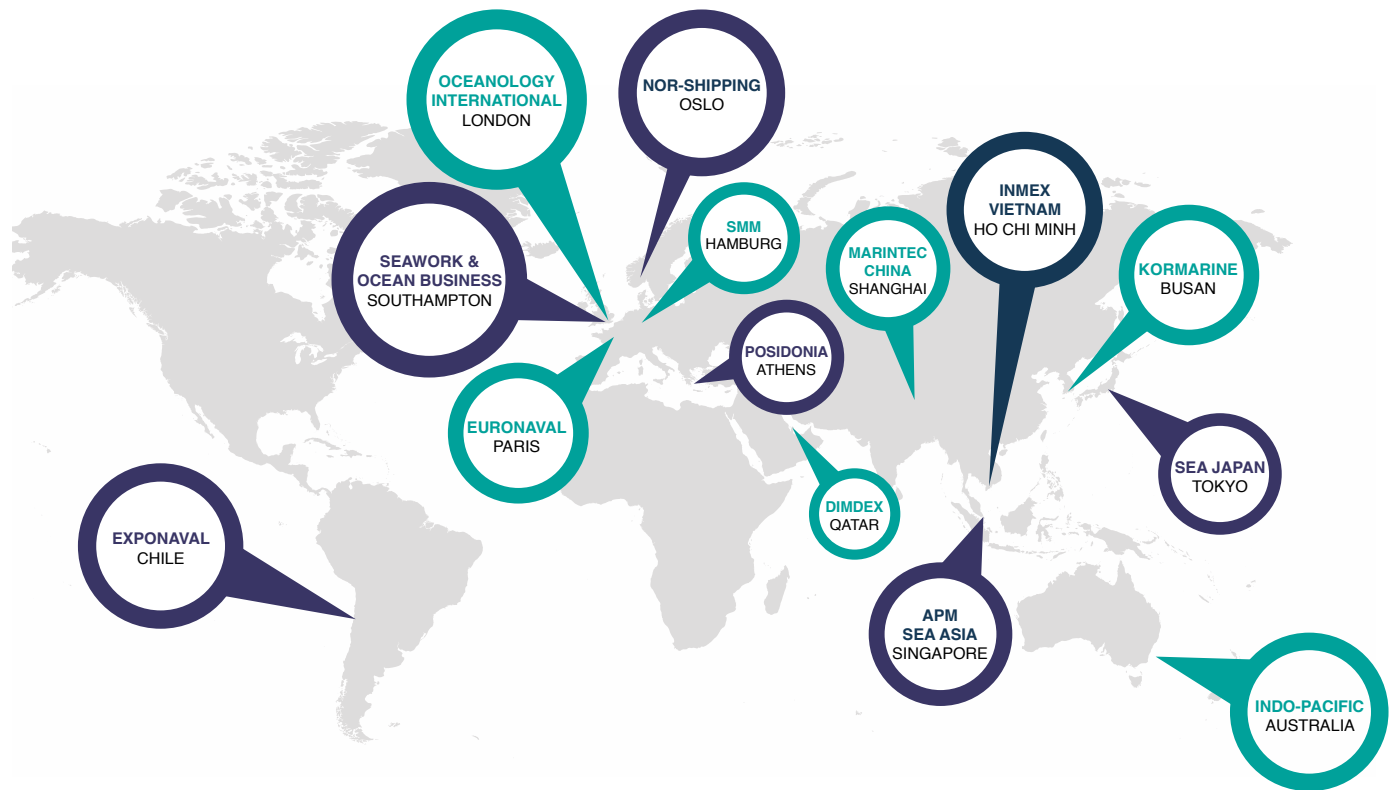 OCEANOLOGY
INTERNATIONAL
LONDON
NOR-SHIPPING
OSLO
SEAWORK &
OCEAN BUSINESS
SOUTHAMPTON
SMM
HAMBURG
MARINTEC
CHINA
SHANGHAI
INMEX
VIETNAM
HO CHI MINH
KORMARINE
BUSAN
POSIDONIA
ATHENS
EURONAVAL
PARIS
SEA JAPAN
TOKYO
DIMDEX
QATAR
EXPONAVAL
CHILE
APM
SEA ASIA
SINGAPORE
INDO-PACIFIC
AUSTRALIA